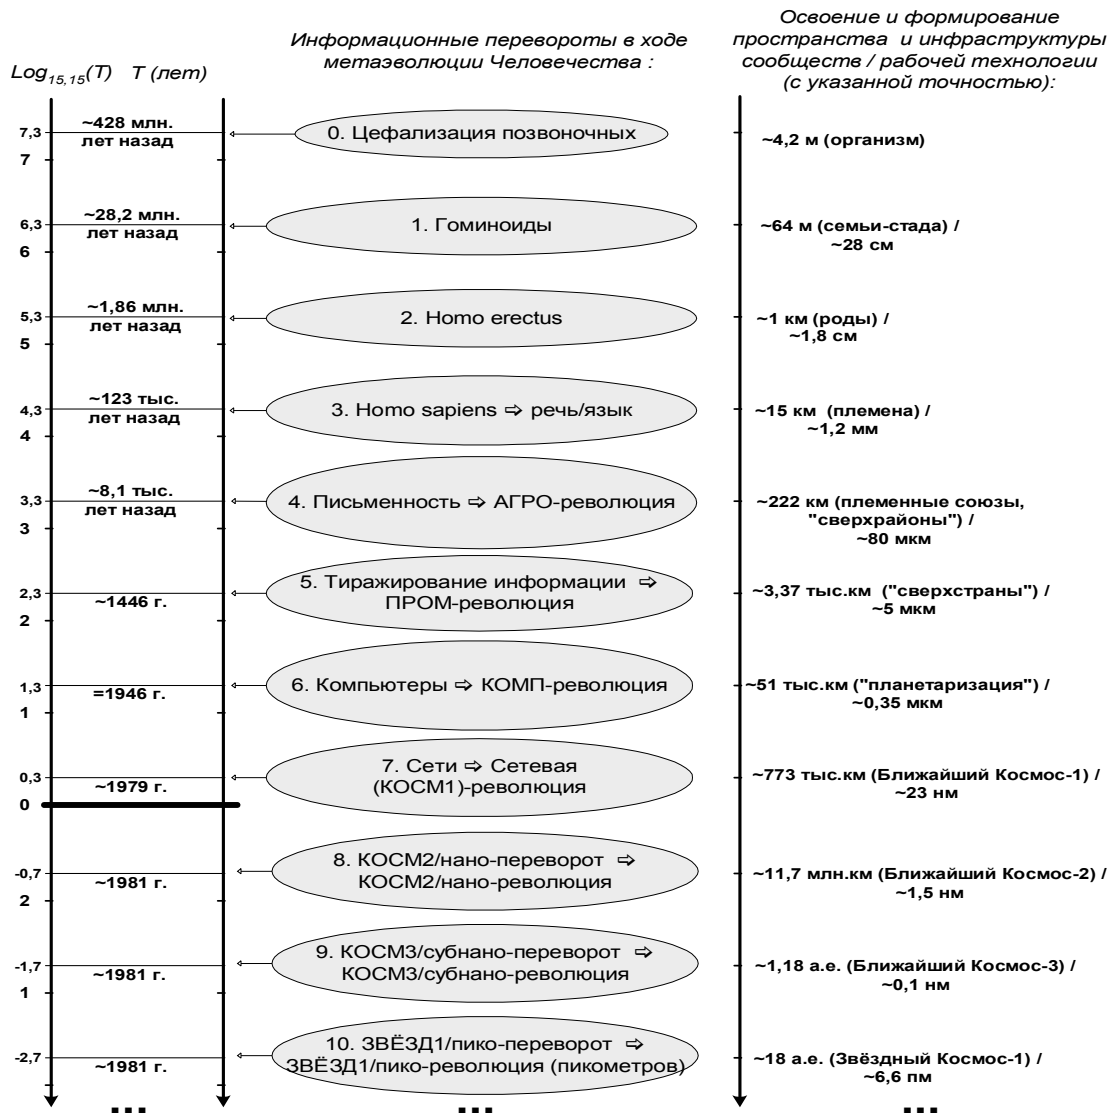 Информационные перевороты в ходе
метаэволюции Человечества :
Освоение и формирование
пространства и инфраструктуры
сообществ / рабочей технологии
(с указанной точностью):
Log15,15(T) T (лет)
7,3
~428 млн.
лет назад
0. Цефализация позвоночных
~4,2 м (организм)
7
6,3
~28,2 млн.
лет назад
1. Гоминоиды
~64 м (семьи-стада) /
~28 см
6
5,3
~1,86 млн.
лет назад
2. Homo erectus
~1 км (роды) /
~1,8 см
5
4,3
~123 тыс.
лет назад
3. Homo sapiens ⇨ речь/язык
~15 км (племена) /
~1,2 мм
4
3,3
~8,1 тыс.
лет назад
4. Письменность ⇨ АГРО-революция
~222 км (племенные союзы,
"сверхрайоны") /
~80 мкм
3
2,3
~1446 г.
5. Тиражирование информации ⇨
ПРОМ-революция
~3,37 тыс.км ("сверхстраны") /
~5 мкм
2
1,3
=1946 г.
6. Компьютеры ⇨ КОМП-революция
~51 тыс.км ("планетаризация") /
~0,35 мкм
1
0,3
~1979 г.
7. Сети ⇨ Сетевая
(КОСМ1)-революция
~773 тыс.км (Ближайший Космос-1) /
~23 нм
0
-0,7
~1981 г.
8. КОСМ2/нано-переворот ⇨
КОСМ2/нано-революция
~11,7 млн.км (Ближайший Космос-2) /
~1,5 нм
2
-1,7
~1981 г.
9. КОСМ3/субнано-переворот ⇨
КОСМ3/субнано-революция
~1,18 а.е. (Ближайший Космос-3) /
~0,1 нм
1
-2,7
~1981 г.
10. ЗВЁЗД1/пико-переворот ⇨
ЗВЁЗД1/пико-революция (пикометров)
~18 а.е. (Звёздный Космос-1) /
~6,6 пм
... ... ...